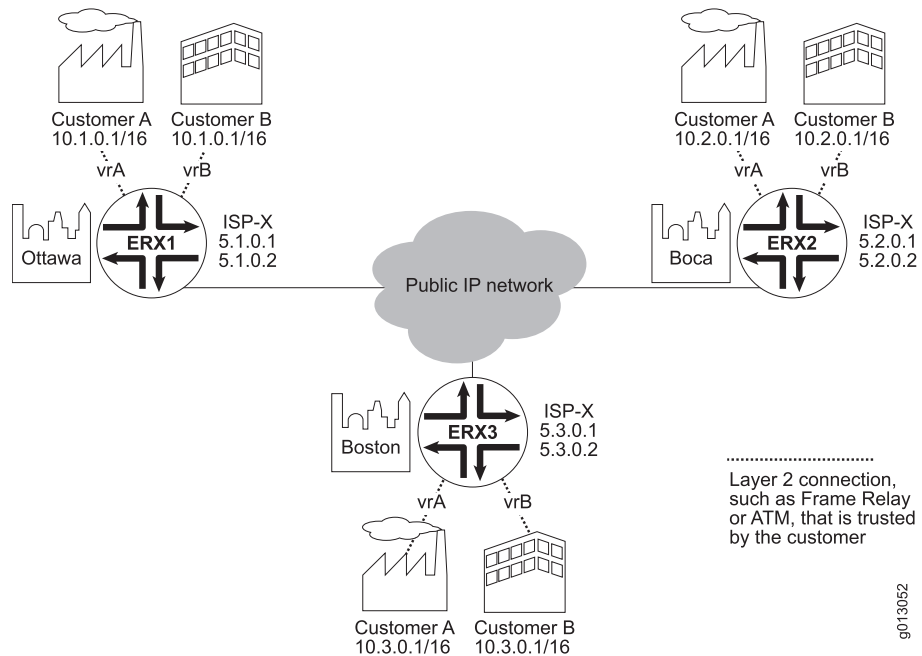 Customer A
10.1.0.1/16
Customer B
10.1.0.1/16
vrA
vrB
Ottawa
ERX1
ISP-X
5.1.0.1
5.1.0.2
Customer A
10.2.0.1/16
Customer B
10.2.0.1/16
vrA
vrB
Boca
ERX2
ISP-X
5.2.0.1
5.2.0.2
Public IP network
Boston
ERX3
ISP-X
5.3.0.1
5.3.0.2
vrA
vrB
Customer A
10.3.0.1/16
Customer B
10.3.0.1/16
Layer 2 connection,
such as Frame Relay
or ATM, that is trusted
by the customer
g013052